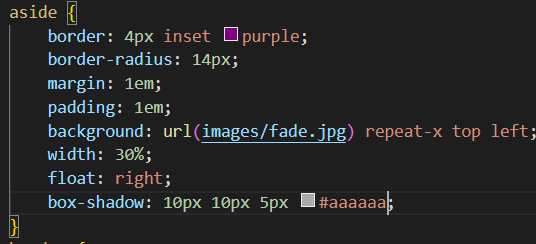 aside {
border: 4px inset purple;
border-radius: 14px;
margin: 1em;
padding: 1em;
background: url(images/fade.jpg) repeat-x top left;
width: 30%;
float: right;
box-shadow: 10px 10px 5px #aaaaaa;
}